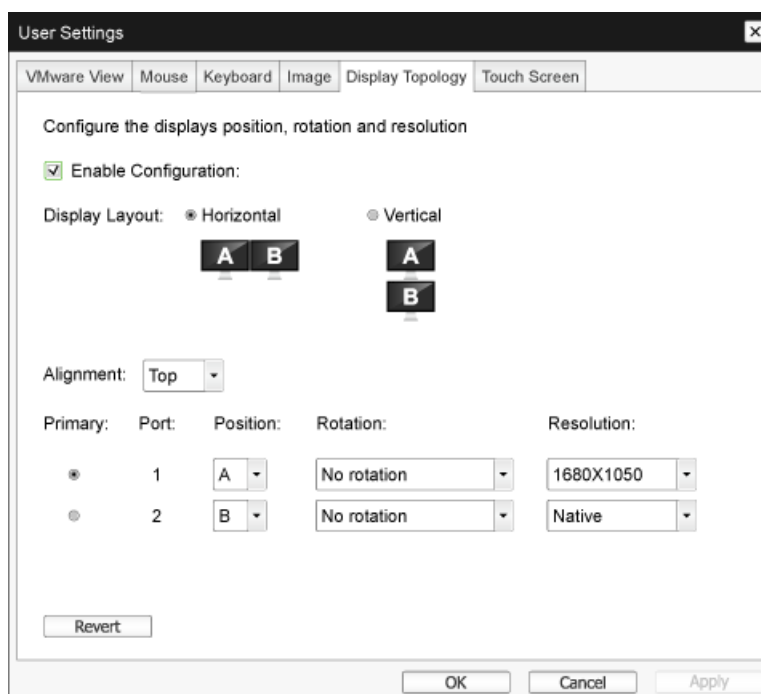 User Settings
VMware View Mouse Keyboard Image Display Topology Touch Screen
Configure the displays position, rotation and resolution
Enable Configuration:
Display Layout: Horizontal Vertical
A B A
B
Alignment: Top
Primary: Port: Position: Rotation: Resolution:
1 A No rotation 1680X1050
2 B No rotation Native
Revert
OK Cancel Apply